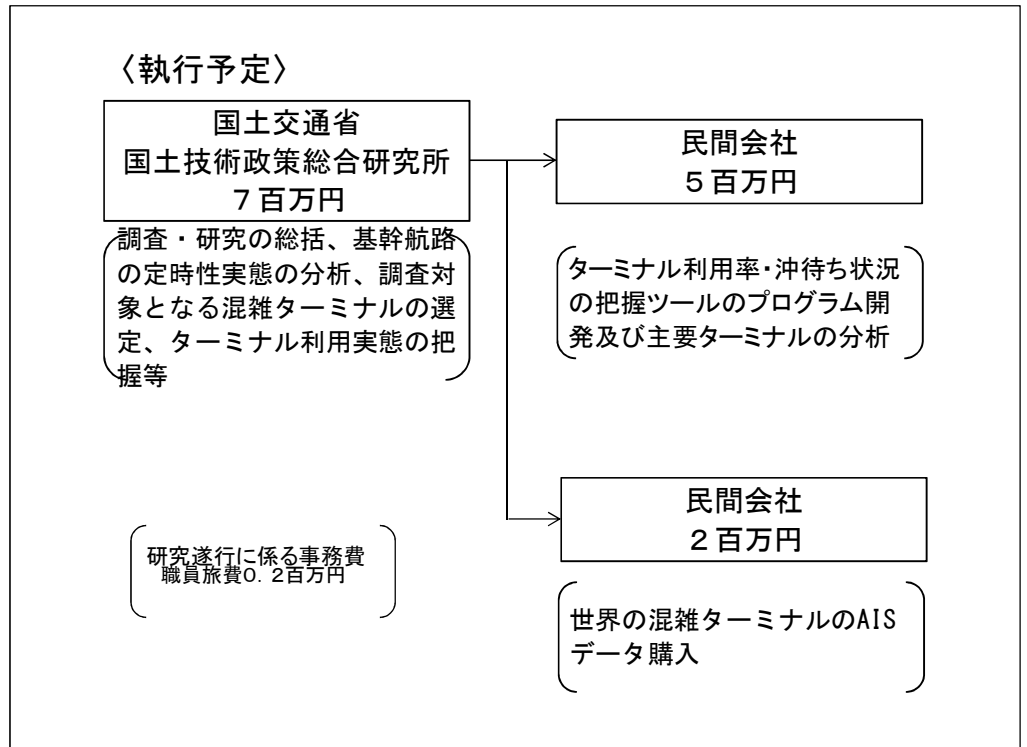 〈執行予定〉
国土交通省
国土技術政策総合研究所
７百万円
調査・研究の総括、基幹航路
の定時性実態の分析、調査対
象となる混雑ターミナルの選
定、ターミナル利用実態の把
握等
研究遂行に係る事務費
職員旅費０．２百万円
民間会社
５百万円
ターミナル利用率・沖待ち状況
の把握ツールのプログラム開
発及び主要ターミナルの分析
民間会社
２百万円
世界の混雑ターミナルのAIS
データ購入